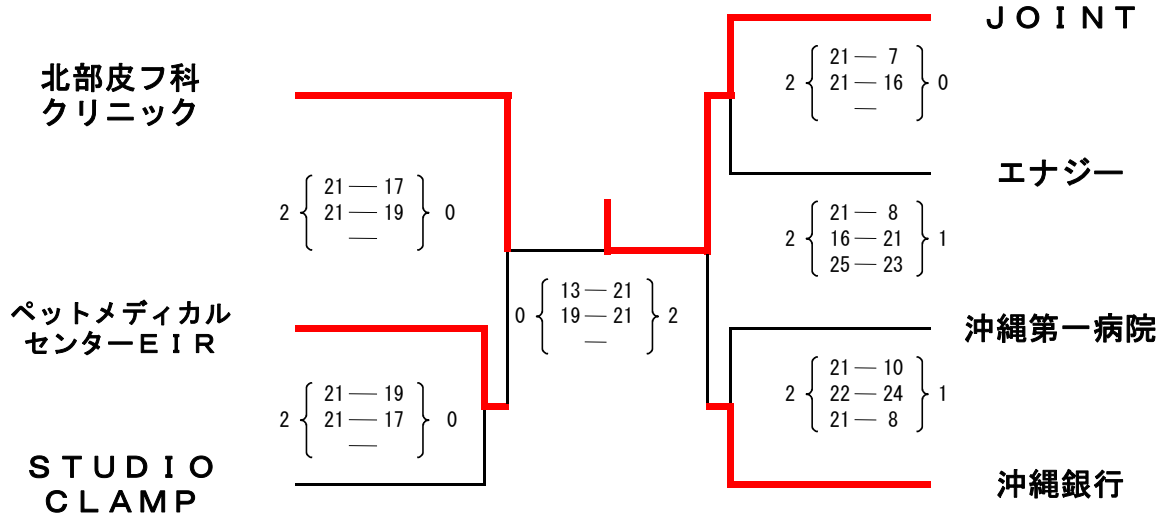 北部皮フ科
クリニック
2 21 — 17 0
21 — 19
—
ペットメディカル
センターEIR
2 21 — 19 0
21 — 17
—
STUDIO
CLAMP
0 13 — 21 2
19 — 21
—
JOINT
2 21 — 7 0
21 — 16
—
エナジー
2 21 — 8 1
16 — 21
25 — 23
沖縄第一病院
2 21 — 10 1
22 — 24
21 — 8
沖縄銀行